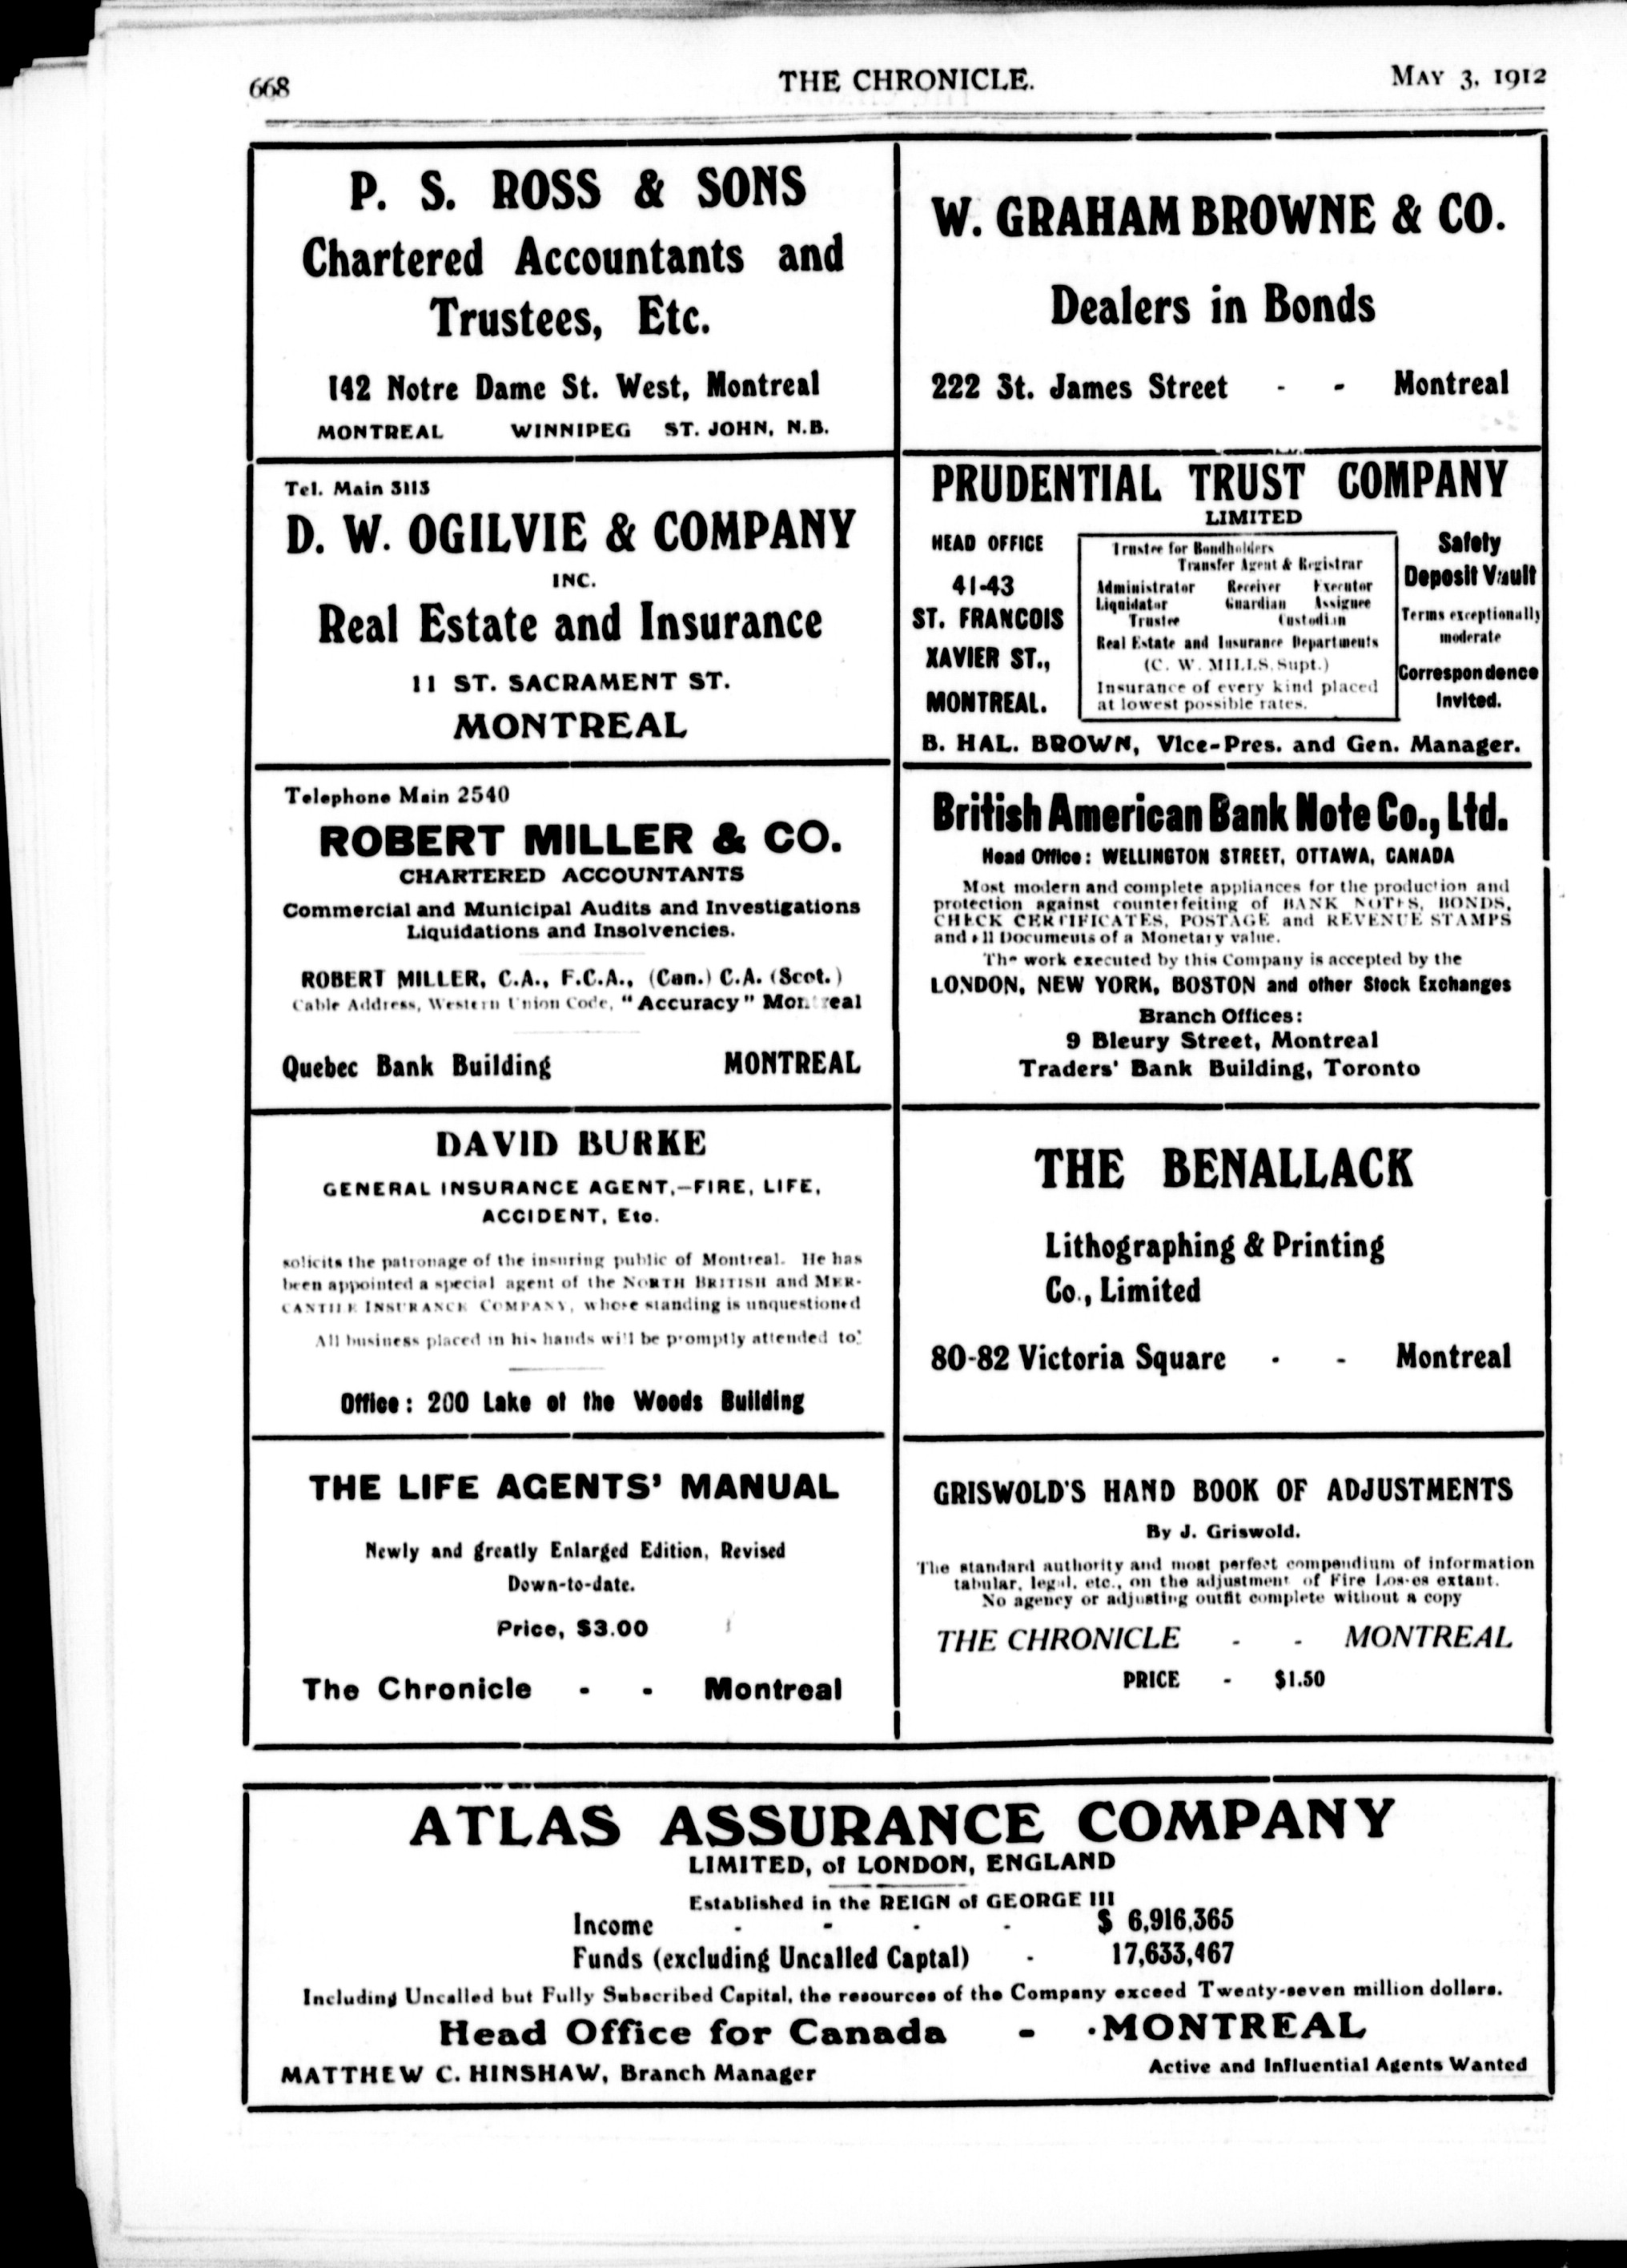 668
THE CHRONICLE.
MAY 3, 1912
P. S. ROSS & SONS
Chartered Accountants and
Trustees, Etc.
142 Notre Dame St. West, Montreal
MONTREAL WINNIPEG ST. JOHN, N.B.
W. GRAHAM BROWNE & CO.
Dealers in Bonds
222 St. James Street - - Montreal
Tel. Main 3113
D. W. OGILVIE & COMPANY
INC.
Real Estate and Insurance
11 ST. SACRAMENT ST.
MONTREAL
PRUDENTIAL TRUST COMPANY
LIMITED
HEAD OFFICE
41-43
ST. FRANCOIS
XAVIER ST.,
MONTREAL.
Trustee for Bondholders
Transfer Agent & Registrar
Administrator Receiver Executor
Liquidator Guardian Assignee
Trustee Custodian
Real Estate and Insurance Departments
(C. W. MILLS, Supt.)
Insurance of every kind placed
at lowest possible rates.
Safety
Deposit Vault
Terms exceptionally
moderate
Correspondence
Invited.
B. HAL. BROWN, Vice-Pres. and Gen. Manager.
Telephone Main 2540
ROBERT MILLER & CO.
CHARTERED ACCOUNTANTS
Commercial and Municipal Audits and Investigations
Liquidations and Insolvencies.
ROBERT MILLER, C.A., F.C.A., (Can.) C.A. (Scot.)
Cable Address, Western Union Code, "Accuracy" Montreal
Quebec Bank Building MONTREAL
British American Bank Note Co., Ltd.
Head Office: WELLINGTON STREET, OTTAWA, CANADA
Most modern and complete appliances for the production and
protection against counterfeiting of BANK NOTES, BONDS,
CHECK CERTIFICATES, POSTAGE and REVENUE STAMPS
and all Documents of a Monetary value.
The work executed by this Company is accepted by the
LONDON, NEW YORK, BOSTON and other Stock Exchanges
Branch Offices:
9 Bleury Street, Montreal
Traders' Bank Building, Toronto
DAVID BURKE
GENERAL INSURANCE AGENT,—FIRE, LIFE,
ACCIDENT, Etc.
solicits the patronage of the insuring public of Montreal. He has
been appointed a special agent of the NORTH BRITISH and MER-
CANTILE INSURANCE COMPANY, whose standing is unquestioned
All business placed in his hands will be promptly attended to.
Office: 200 Lake of the Woods Building
THE BENALLACK
Lithographing & Printing
Co., Limited
80-82 Victoria Square - - Montreal
THE LIFE AGENTS' MANUAL
Newly and greatly Enlarged Edition, Revised
Down-to-date.
Price, $3.00
The Chronicle - - Montreal
GRISWOLD'S HAND BOOK OF ADJUSTMENTS
By J. Griswold.
The standard authority and most perfect compendium of information
tabular, legal, etc., on the adjustment of Fire Losses extant.
No agency or adjusting outfit complete without a copy
THE CHRONICLE - - MONTREAL
PRICE - $1.50
ATLAS ASSURANCE COMPANY
LIMITED, of LONDON, ENGLAND
Established in the REIGN of GEORGE III
Income - - - - $ 6,916,365
Funds (excluding Uncalled Captal) - 17,633,467
Including Uncalled but Fully Subscribed Capital, the resources of the Company exceed Twenty-seven million dollars.
Head Office for Canada - MONTREAL
MATTHEW C. HINSHAW, Branch Manager
Active and Influential Agents Wanted